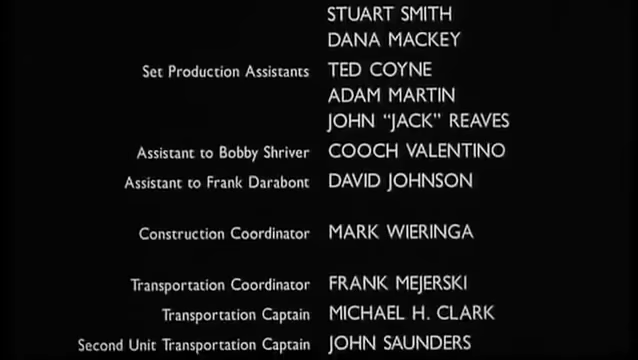 STUART SMITH
DANA MACKEY
Set Production Assistants TED COYNE
ADAM MARTIN
JOHN “JACK” REAVES
Assistant to Bobby Shriver COOCH VALENTINO
Assistant to Frank Darabont DAVID JOHNSON
Construction Coordinator MARK WIERINGA
Transportation Coordinator FRANK MEJERSKI
Transportation Captain MICHAEL H. CLARK
Second Unit Transportation Captain JOHN SAUNDERS